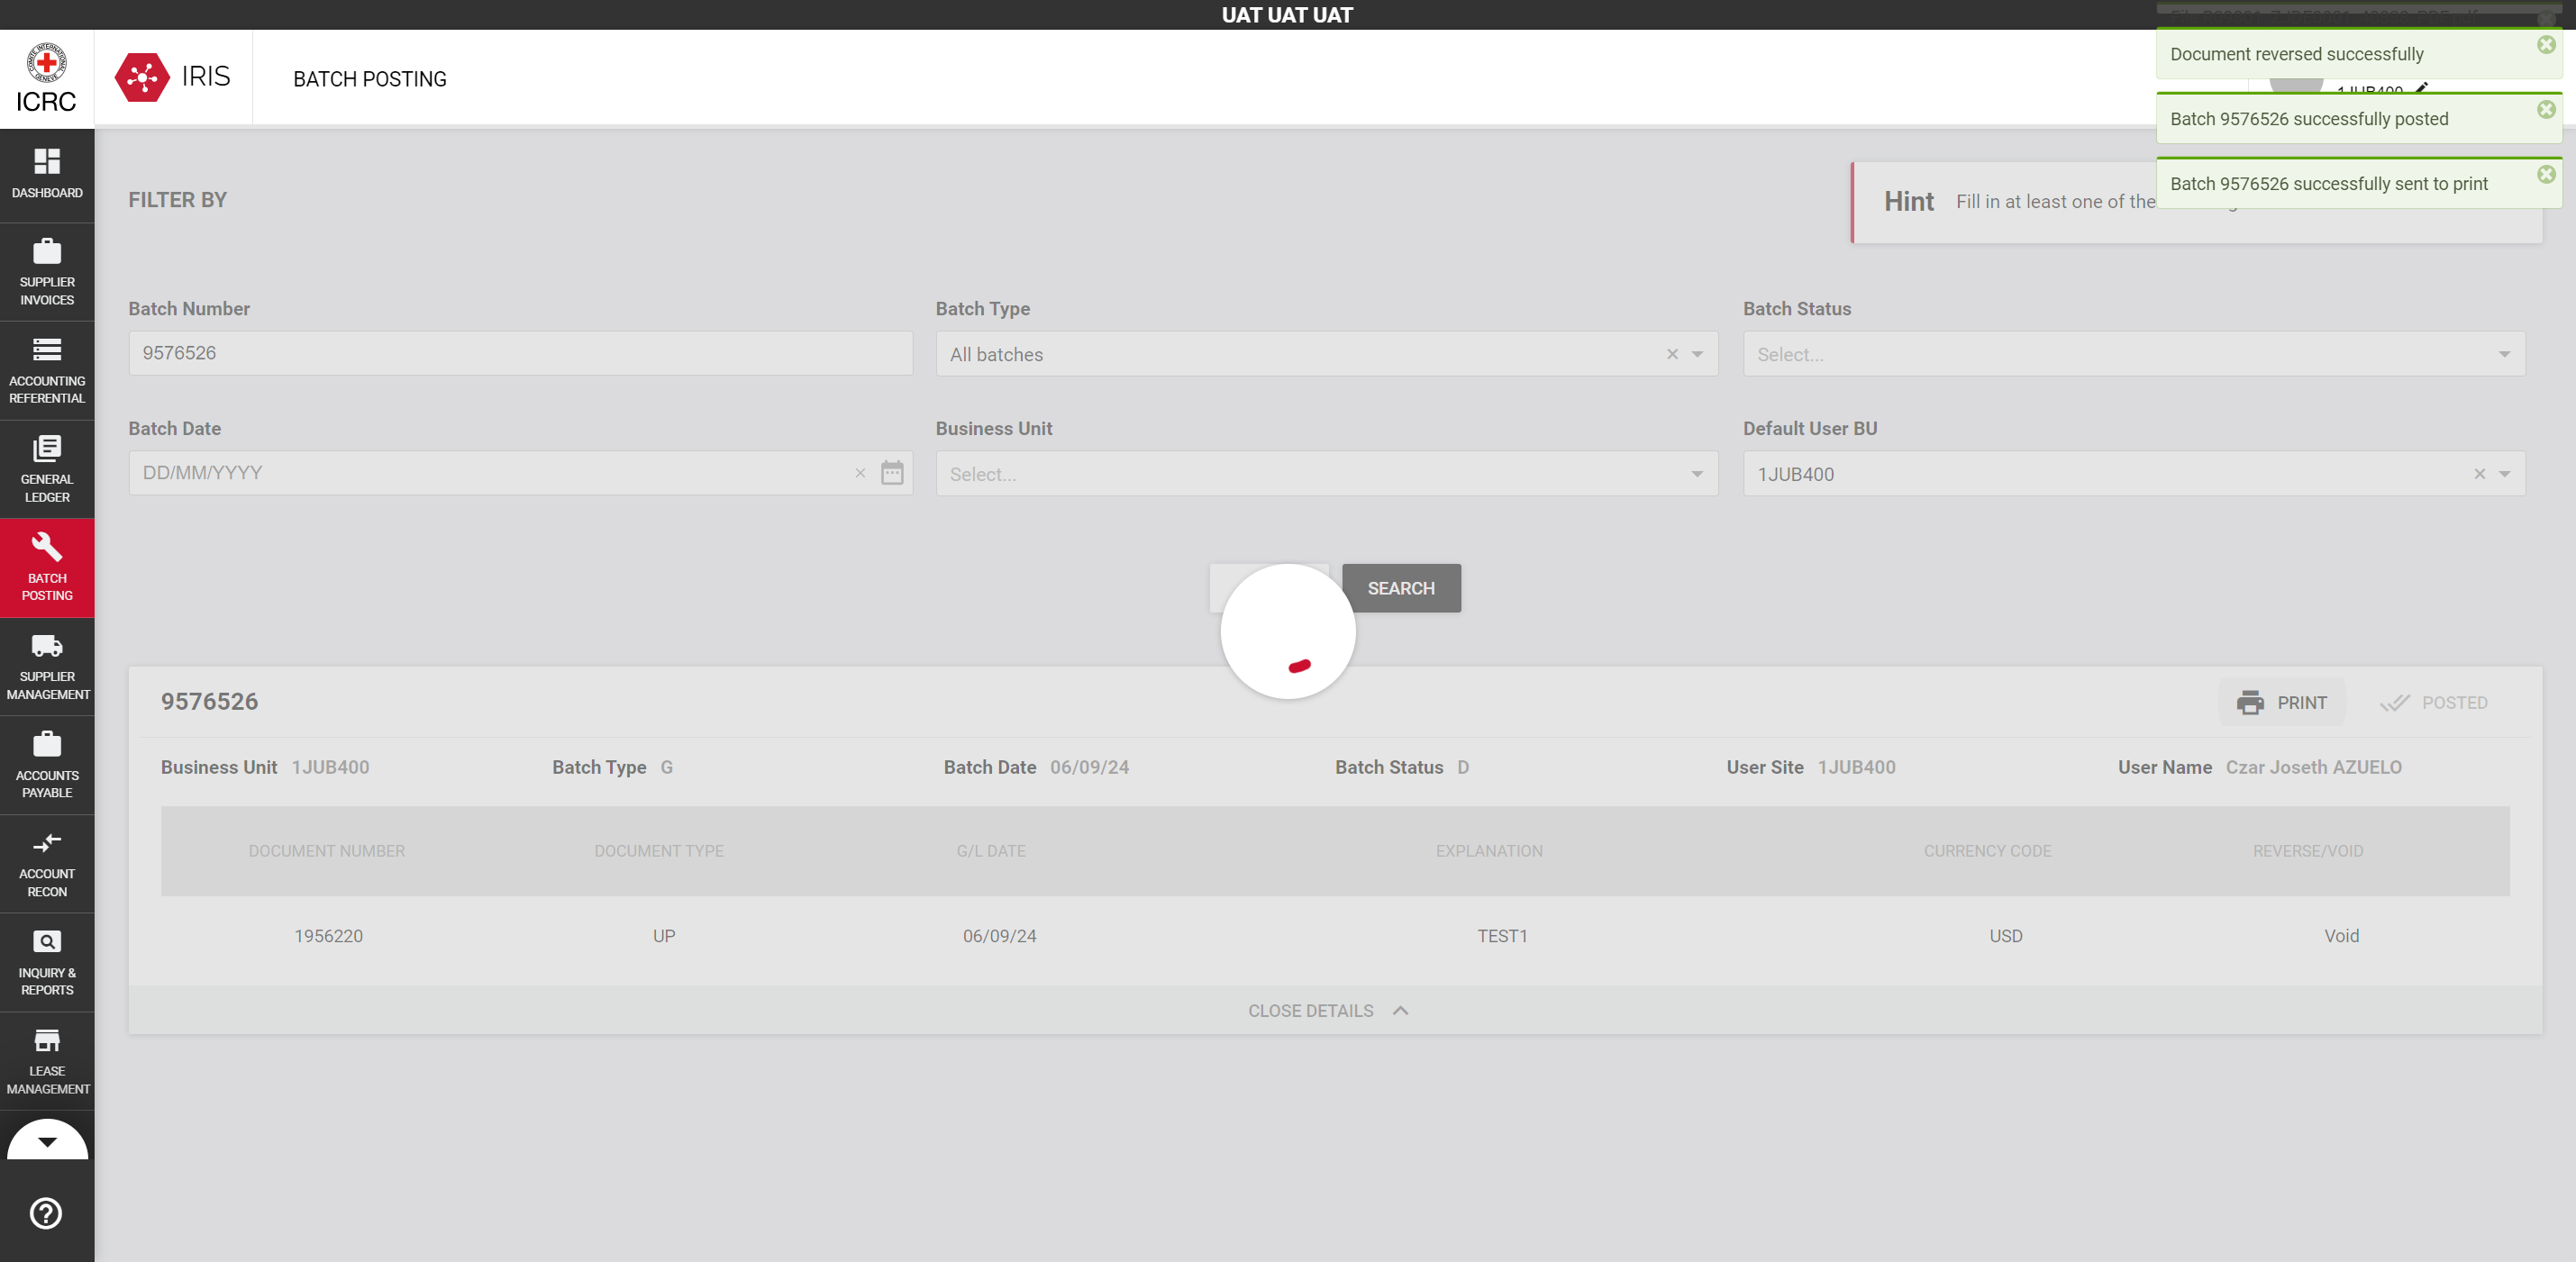 UAT UAT UAT
Document reversed successfully
Batch 9576526 successfully posted
Batch 9576526 successfully sent to print
COMITE INTERNATIONAL GENEVE
ICRC
IRIS
BATCH POSTING
1JUB400
DASHBOARD
SUPPLIER
INVOICES
ACCOUNTING
REFERENTIAL
GENERAL
LEDGER
BATCH
POSTING
SUPPLIER
MANAGEMENT
ACCOUNTS
PAYABLE
ACCOUNT
RECON
INQUIRY &
REPORTS
LEASE
MANAGEMENT
FILTER BY
Hint Fill in at least one of the
Batch Number
9576526
Batch Type
All batches
Batch Status
Select...
Batch Date
DD/MM/YYYY
Business Unit
Select...
Default User BU
1JUB400
SEARCH
9576526
PRINT
POSTED
Business Unit 1JUB400
Batch Type G
Batch Date 06/09/24
Batch Status D
User Site 1JUB400
User Name Czar Joseth AZUELO
DOCUMENT NUMBER DOCUMENT TYPE G/L DATE EXPLANATION CURRENCY CODE REVERSE/VOID
1956220 UP 06/09/24 TEST1 USD Void
CLOSE DETAILS